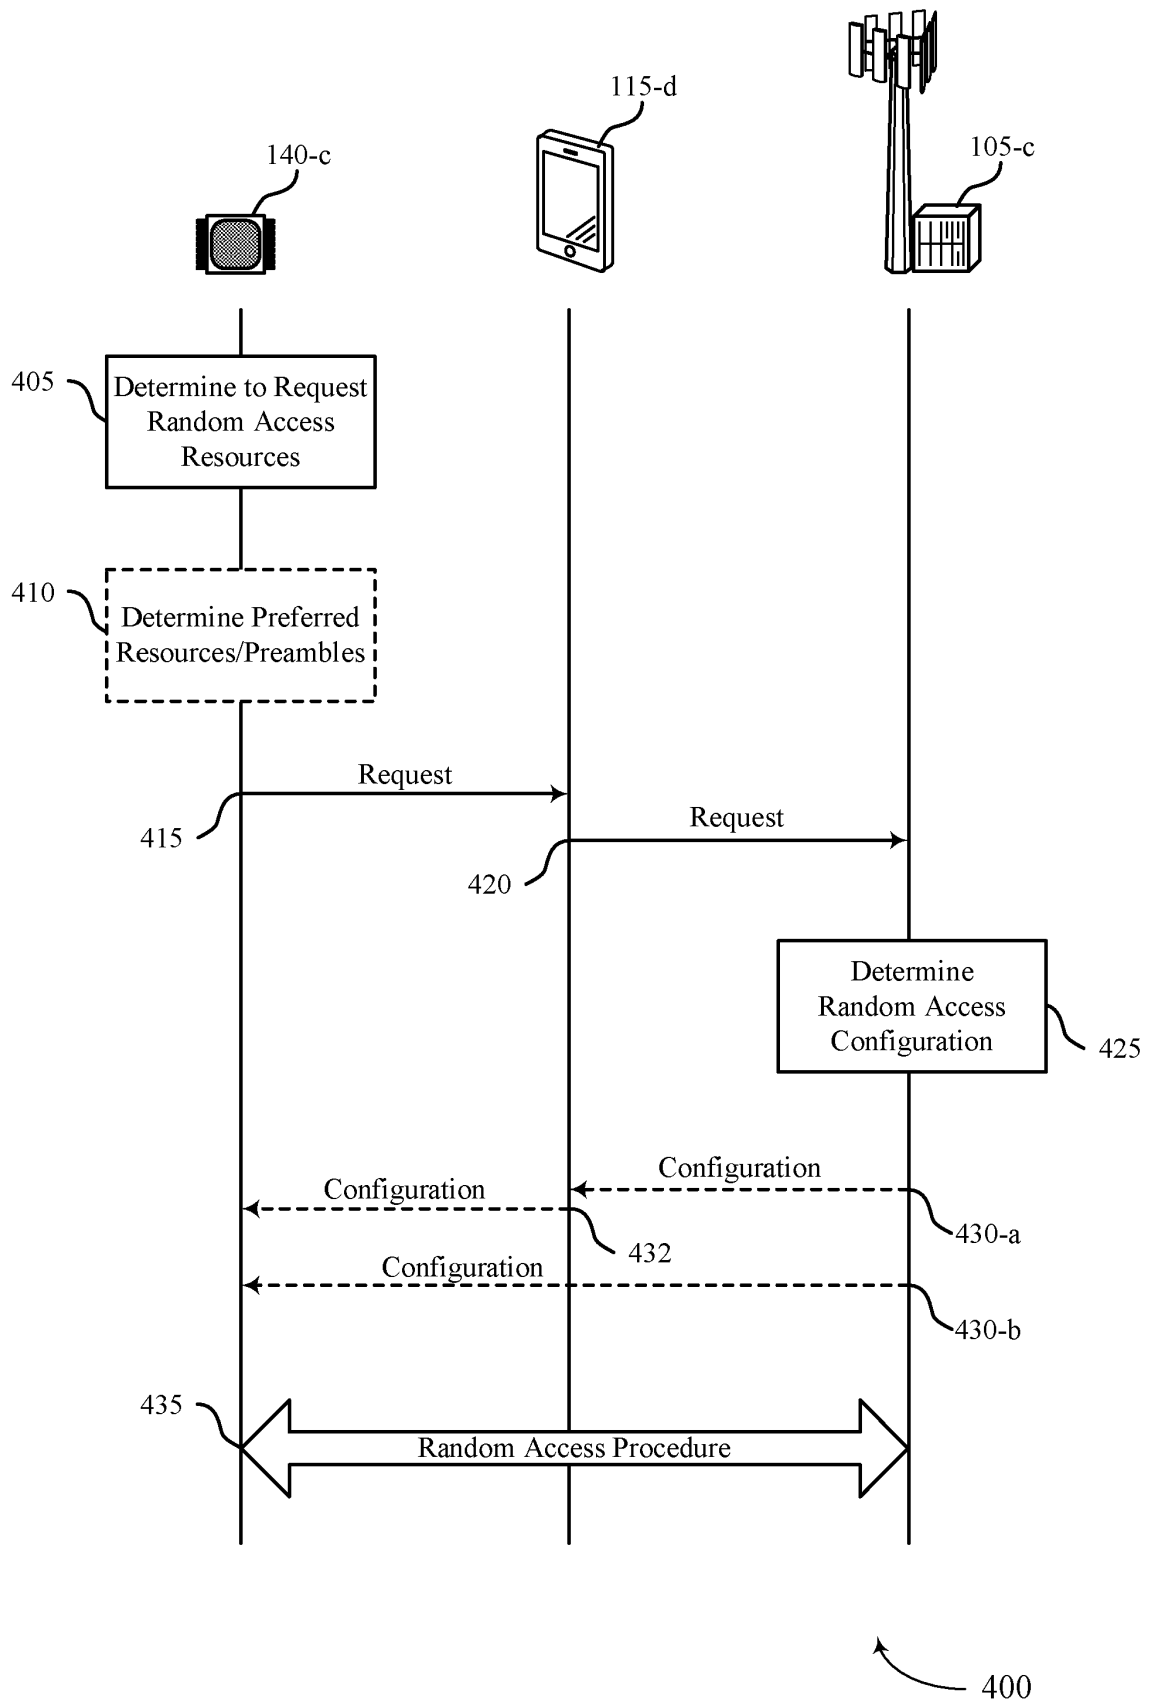 115-d
140-c
105-c
405
Determine to Request
Random Access
Resources
410
Determine Preferred
Resources/Preambles
Request
415
Request
420
Determine
Random Access
Configuration
425
Configuration
430-a
Configuration
432
Configuration
430-b
435
Random Access Procedure
400